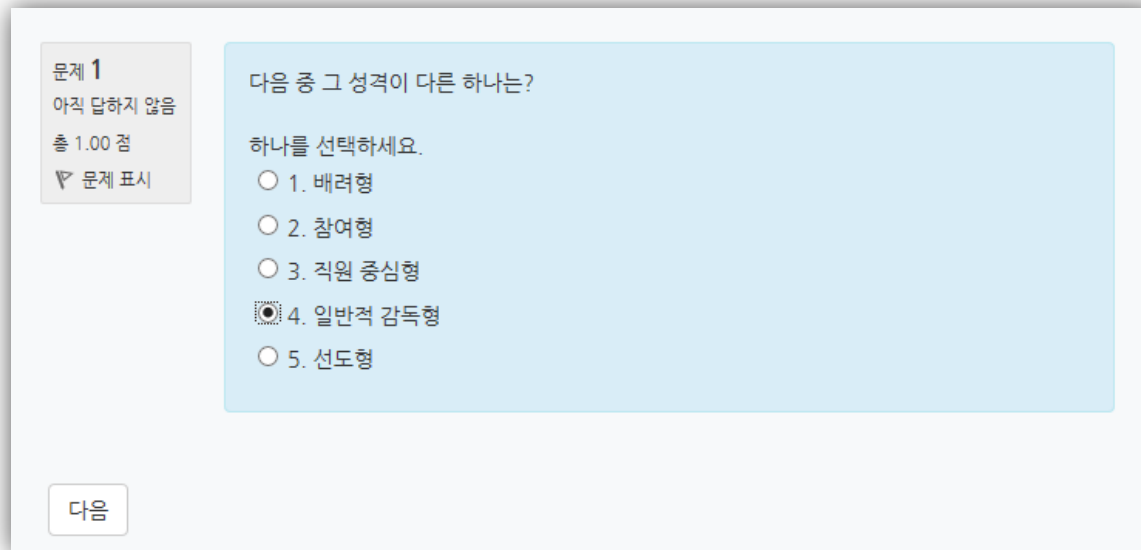 문제 1
아직 답하지 않음
총 1.00 점
문제 표시
다음 중 그 성격이 다른 하나는?
하나를 선택하세요.
1. 배려형
2. 참여형
3. 직원 중심형
4. 일반적 감독형
5. 선도형
다음